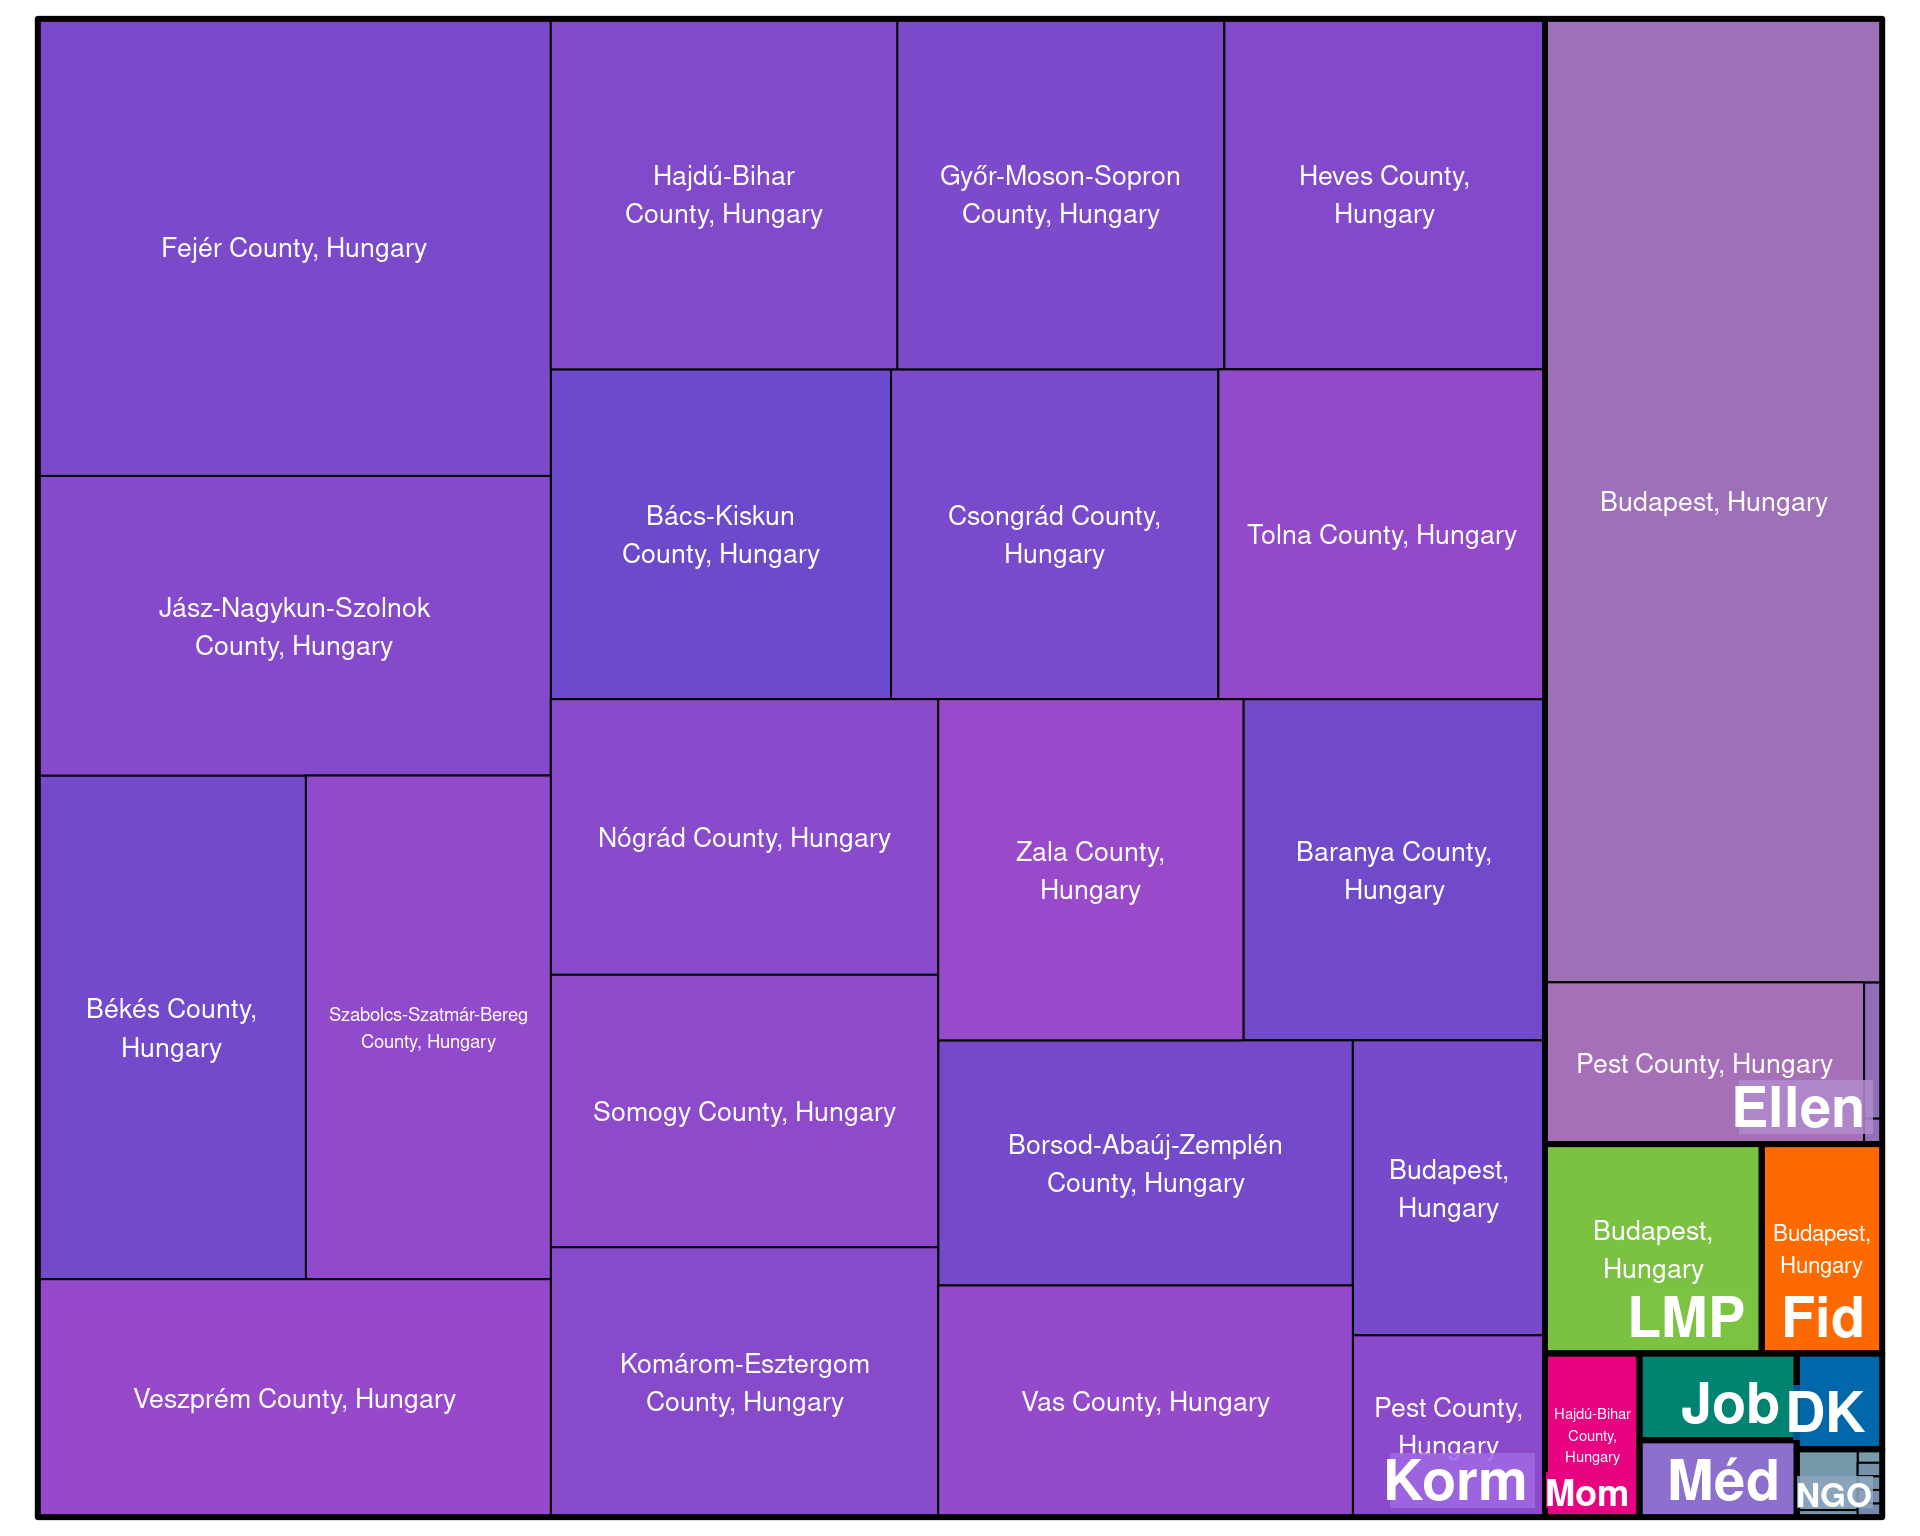 Fejér County, Hungary
Hajdú-Bihar
County, Hungary
Győr-Moson-Sopron
County, Hungary
Heves County,
Hungary
Budapest, Hungary
Jász-Nagykun-Szolnok
County, Hungary
Bács-Kiskun
County, Hungary
Csongrád County,
Hungary
Tolna County, Hungary
Békés County,
Hungary
Szabolcs-Szatmár-Bereg
County, Hungary
Nógrád County, Hungary
Zala County,
Hungary
Baranya County,
Hungary
Somogy County, Hungary
Borsod-Abaúj-Zemplén
County, Hungary
Budapest,
Hungary
Pest County, Hungary
Ellen
Budapest,
Hungary
LMP
Budapest,
Hungary
Fid
Veszprém County, Hungary
Komárom-Esztergom
County, Hungary
Vas County, Hungary
Pest County,
Hungary
Korm
Hajdú-Bihar
County,
Hungary
Mom
Job
DK
Méd
NGO